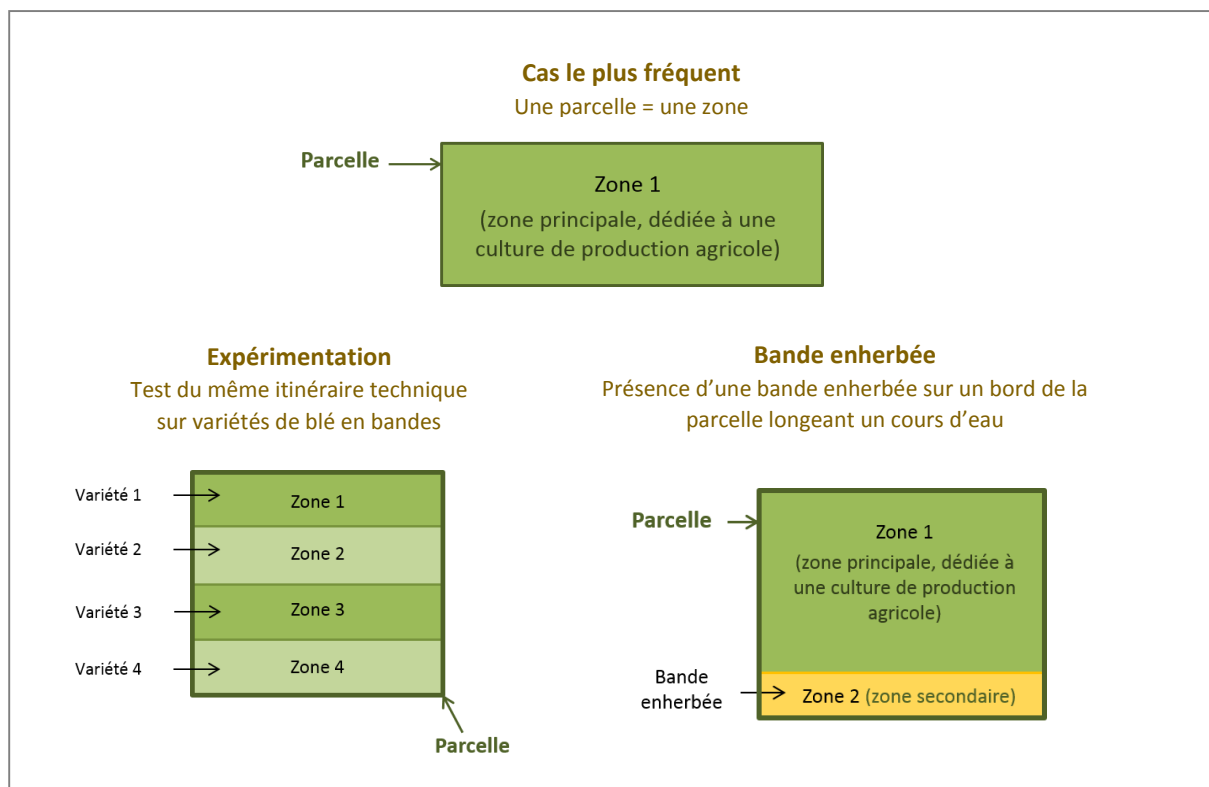 Cas le plus fréquent
Une parcelle = une zone
Parcelle
Zone 1
(zone principale, dédiée à une
culture de production agricole)
Expérimentation
Test du même itinéraire technique
sur variétés de blé en bandes
Variété 1
Zone 1
Variété 2
Zone 2
Variété 3
Zone 3
Variété 4
Zone 4
Parcelle
Bande enherbée
Présence d’une bande enherbée sur un bord de la
parcelle longeant un cours d’eau
Parcelle
Zone 1
(zone principale, dédiée à
une culture de production
agricole)
Bande
enherbée
Zone 2 (zone secondaire)